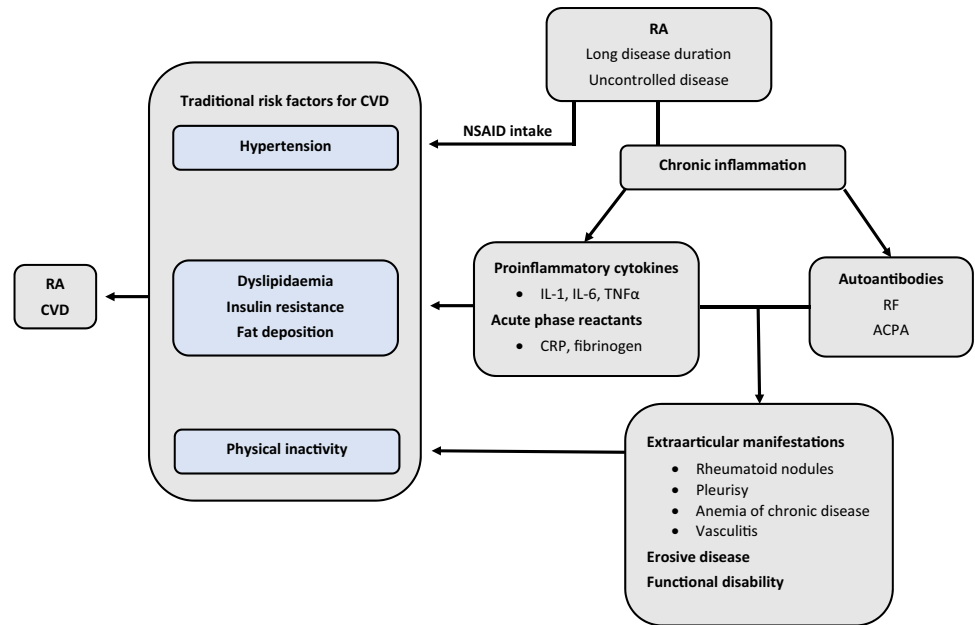 RA
Long disease duration
Uncontrolled disease
Traditional risk factors for CVD
NSAID intake
Hypertension
Chronic inflammation
RA
CVD
Dyslipidaemia
Insulin resistance
Fat deposition
Proinflammatory cytokines
• IL-1, IL-6, TNFα
Acute phase reactants
• CRP, fibrinogen
Autoantibodies
RF
ACPA
Physical inactivity
Extraarticular manifestations
• Rheumatoid nodules
• Pleurisy
• Anemia of chronic disease
• Vasculitis
Erosive disease
Functional disability